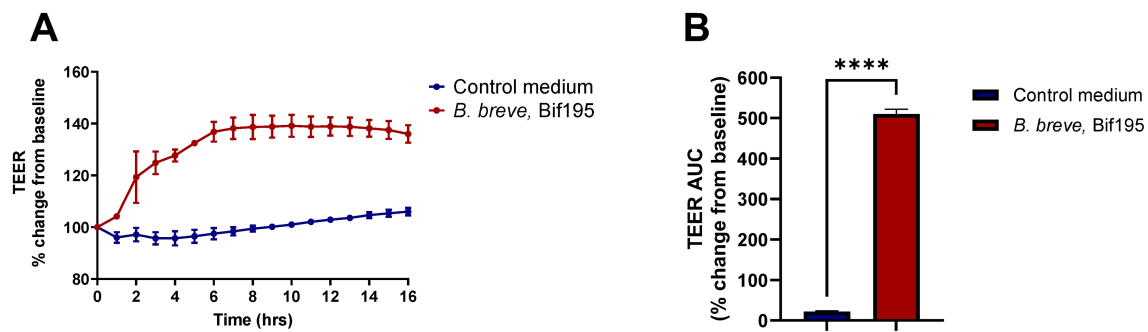 A
TEER
% change from baseline
160
140
120
100
80
0
2
4
6
8
10
12
14
16
Time (hrs)
Control medium
B. breve, Bif195
B
TEER AUC
(% change from baseline)
600
500
400
300
200
100
0
****
Control medium
B. breve, Bif195